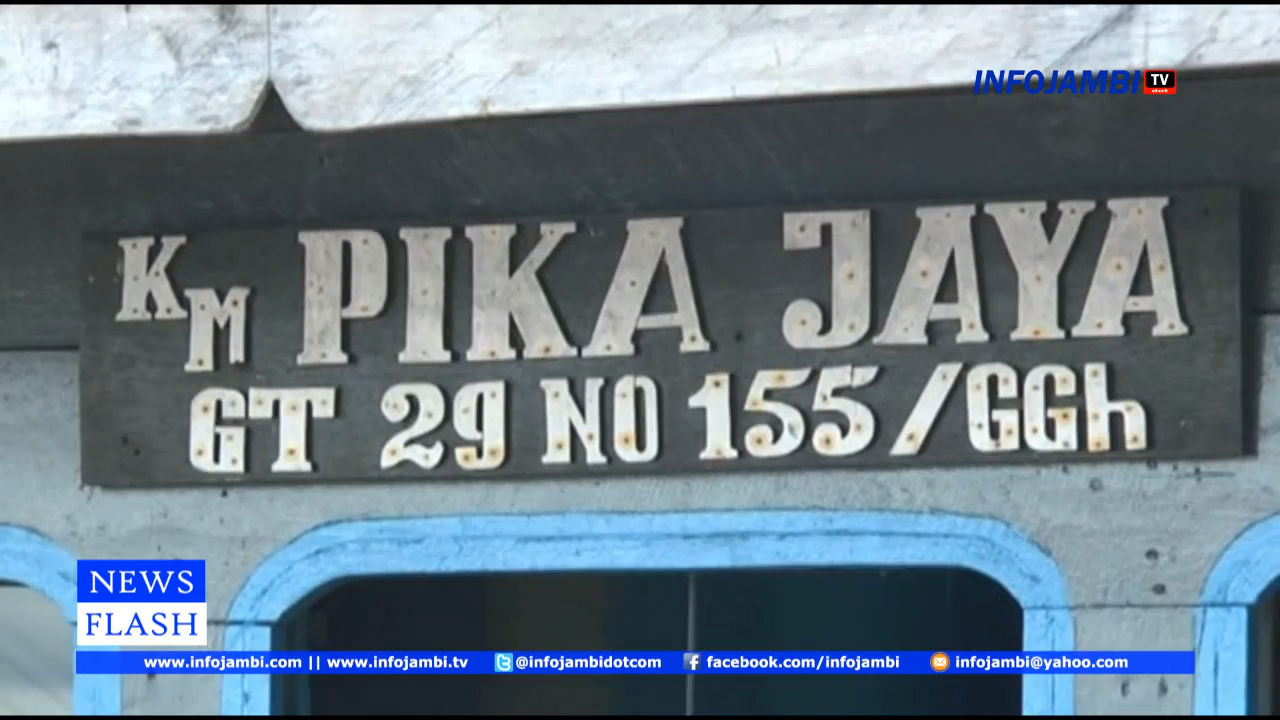 INFOJAMBI TV
KM PIKA JAYA
GT 29 NO 155/GGh
NEWS
FLASH
www.infojambi.com || www.infojambi.tv @infojambidotcom facebook.com/infojambi infojambi@yahoo.com